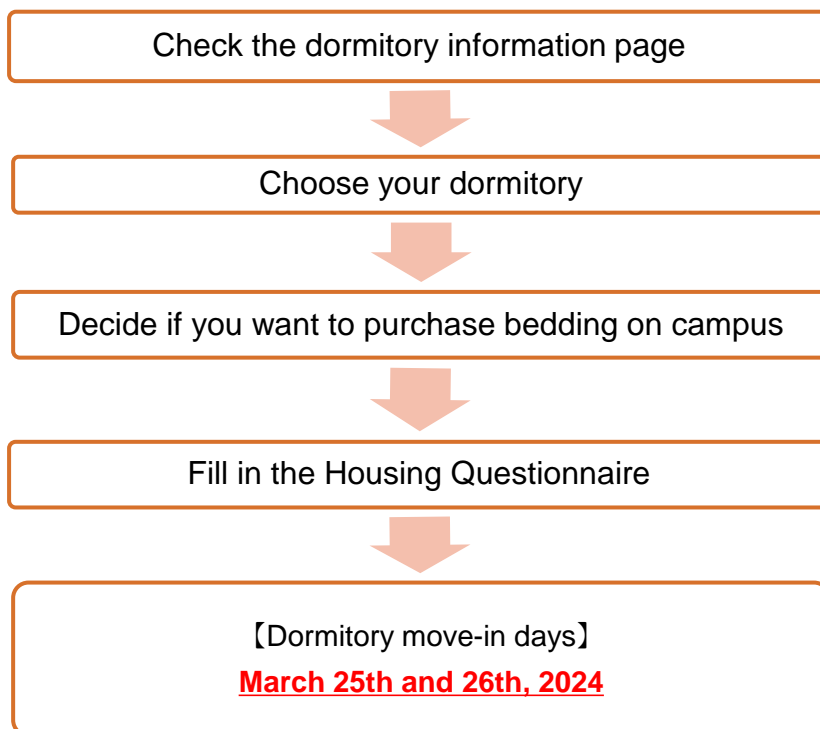 Check the dormitory information page
Choose your dormitory
Decide if you want to purchase bedding on campus
Fill in the Housing Questionnaire
【Dormitory move-in days】
March 25th and 26th, 2024